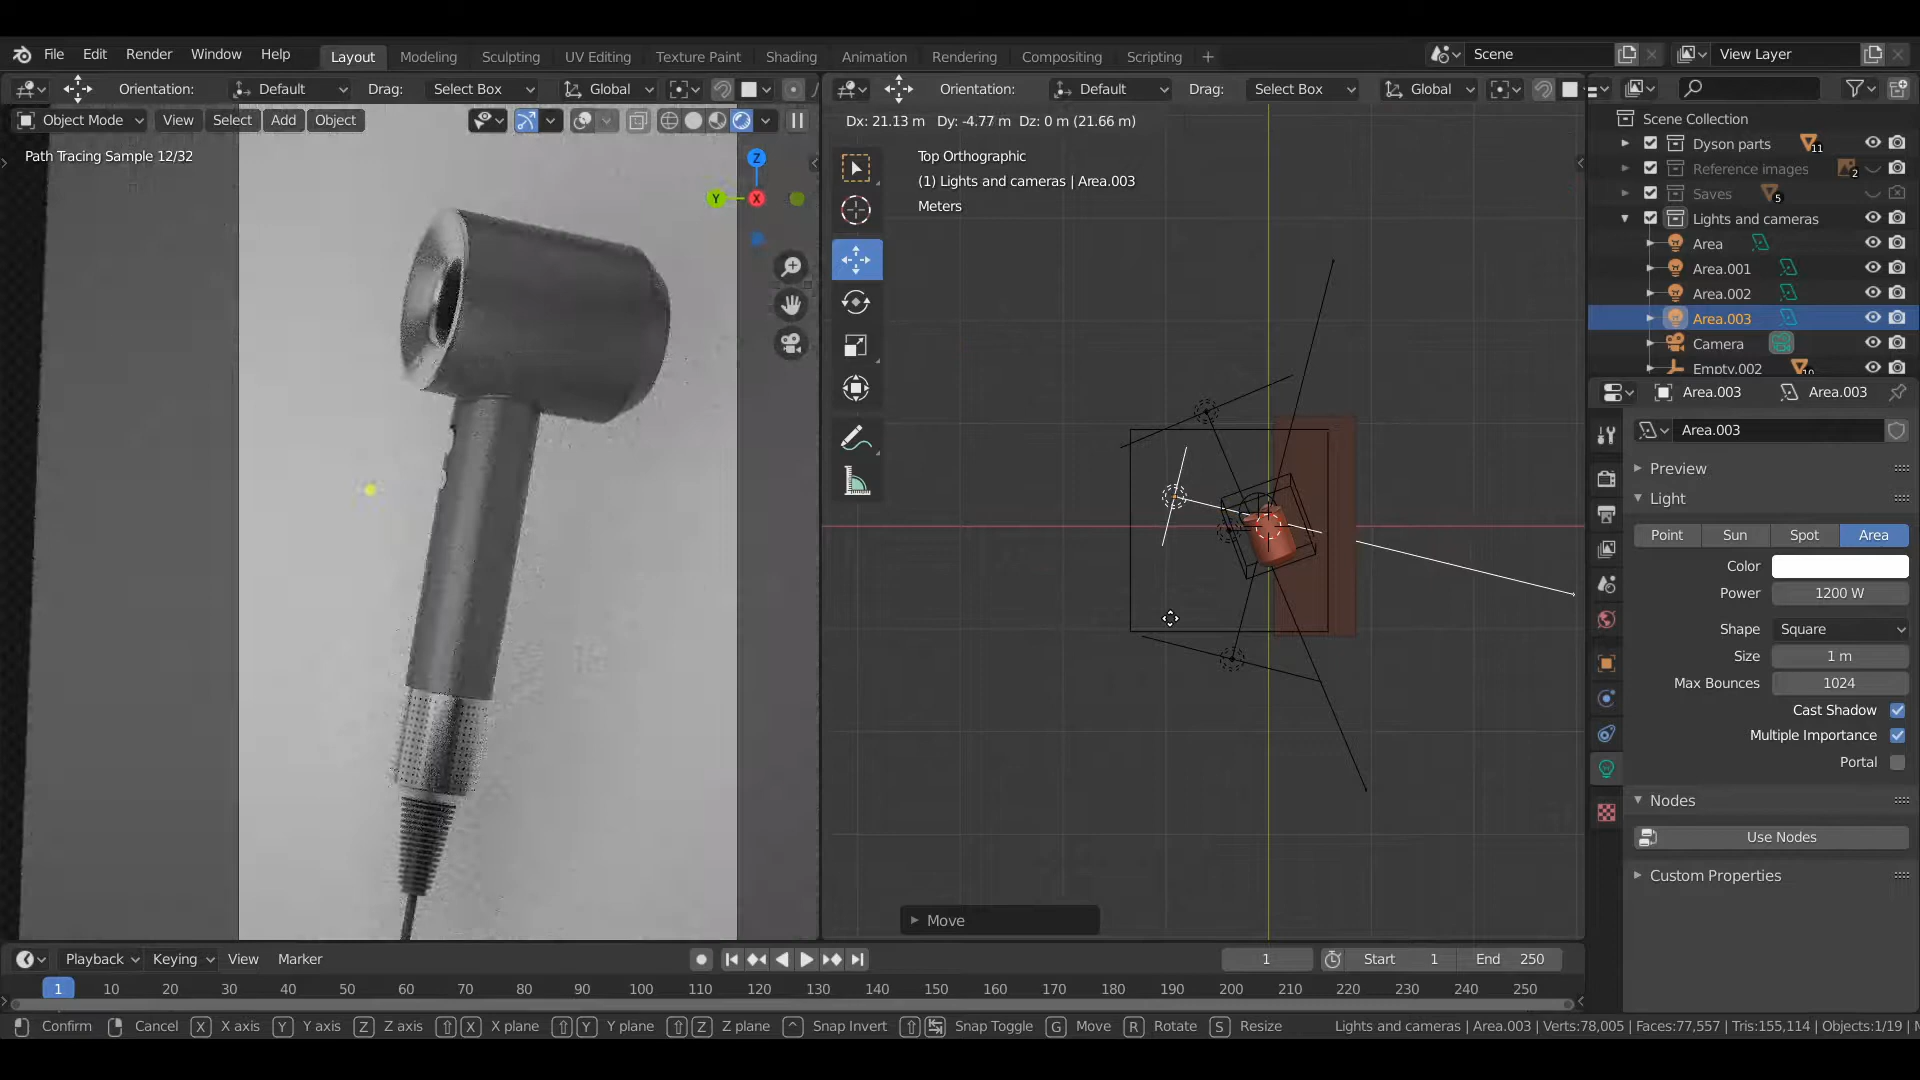 File Edit Render Window Help Layout Modeling Sculpting UV Editing Texture Paint Shading Animation Rendering Compositing Scripting + Scene View Layer
Orientation: Default Drag: Select Box Global Orientation: Default Drag: Select Box Global
Object Mode View Select Add Object
Dx: 21.13 m Dy: -4.77 m Dz: 0 m (21.66 m)
Path Tracing Sample 12/32
Top Orthographic
(1) Lights and cameras | Area.003
Meters
Z
Y
X
Scene Collection
Dyson parts 11
Reference images 2
Saves 5
Lights and cameras
Area
Area.001
Area.002
Area.003
Camera
Empty.002
Area.003 Area.003
Area.003
Preview
Light
Point Sun Spot Area
Color
Power 1200 W
Shape Square
Size 1 m
Max Bounces 1024
Cast Shadow
Multiple Importance
Portal
Nodes
Use Nodes
Custom Properties
Move
Playback Keying View Marker 1 Start 1 End 250
1 10 20 30 40 50 60 70 80 90 100 110 120 130 140 150 160 170 180 190 200 210 220 230 240 250
Confirm Cancel X X axis Y Y axis Z Z axis X X plane Y Y plane Z Z plane ^ Snap Invert Snap Toggle G Move R Rotate S Resize Lights and cameras | Area.003 | Verts:78,005 | Faces:77,557 | Tris:155,114 | Objects:1/19 |